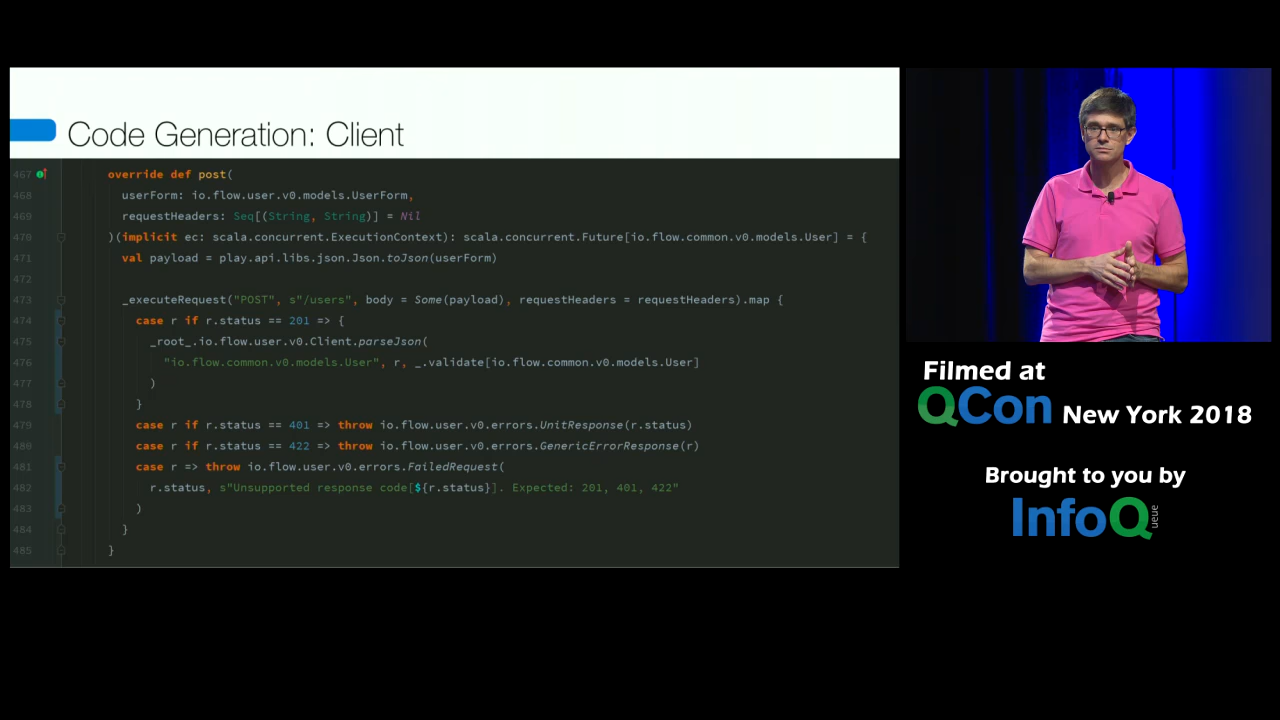 Code Generation: Client
467 override def post(
468 userForm: io.flow.user.v0.models.UserForm,
469 requestHeaders: Seq[(String, String)] = Nil
470 )(implicit ec: scala.concurrent.ExecutionContext): scala.concurrent.Future[io.flow.common.v0.models.User] = {
471 val payload = play.api.libs.json.Json.toJson(userForm)
472
473 _executeRequest("POST", s"/users", body = Some(payload), requestHeaders = requestHeaders).map {
474 case r if r.status == 201 => {
475 _root_.io.flow.user.v0.Client.parseJson(
476 "io.flow.common.v0.models.User", r, _.validate[io.flow.common.v0.models.User]
477 )
478 }
479 case r if r.status == 401 => throw io.flow.user.v0.errors.UnitResponse(r.status)
480 case r if r.status == 422 => throw io.flow.user.v0.errors.GenericErrorResponse(r)
481 case r => throw io.flow.user.v0.errors.FailedRequest(
482 r.status, s"Unsupported response code[${r.status}]. Expected: 201, 401, 422"
483 )
484 }
485 }
Filmed at
QCon New York 2018
Brought to you by
InfoQueue